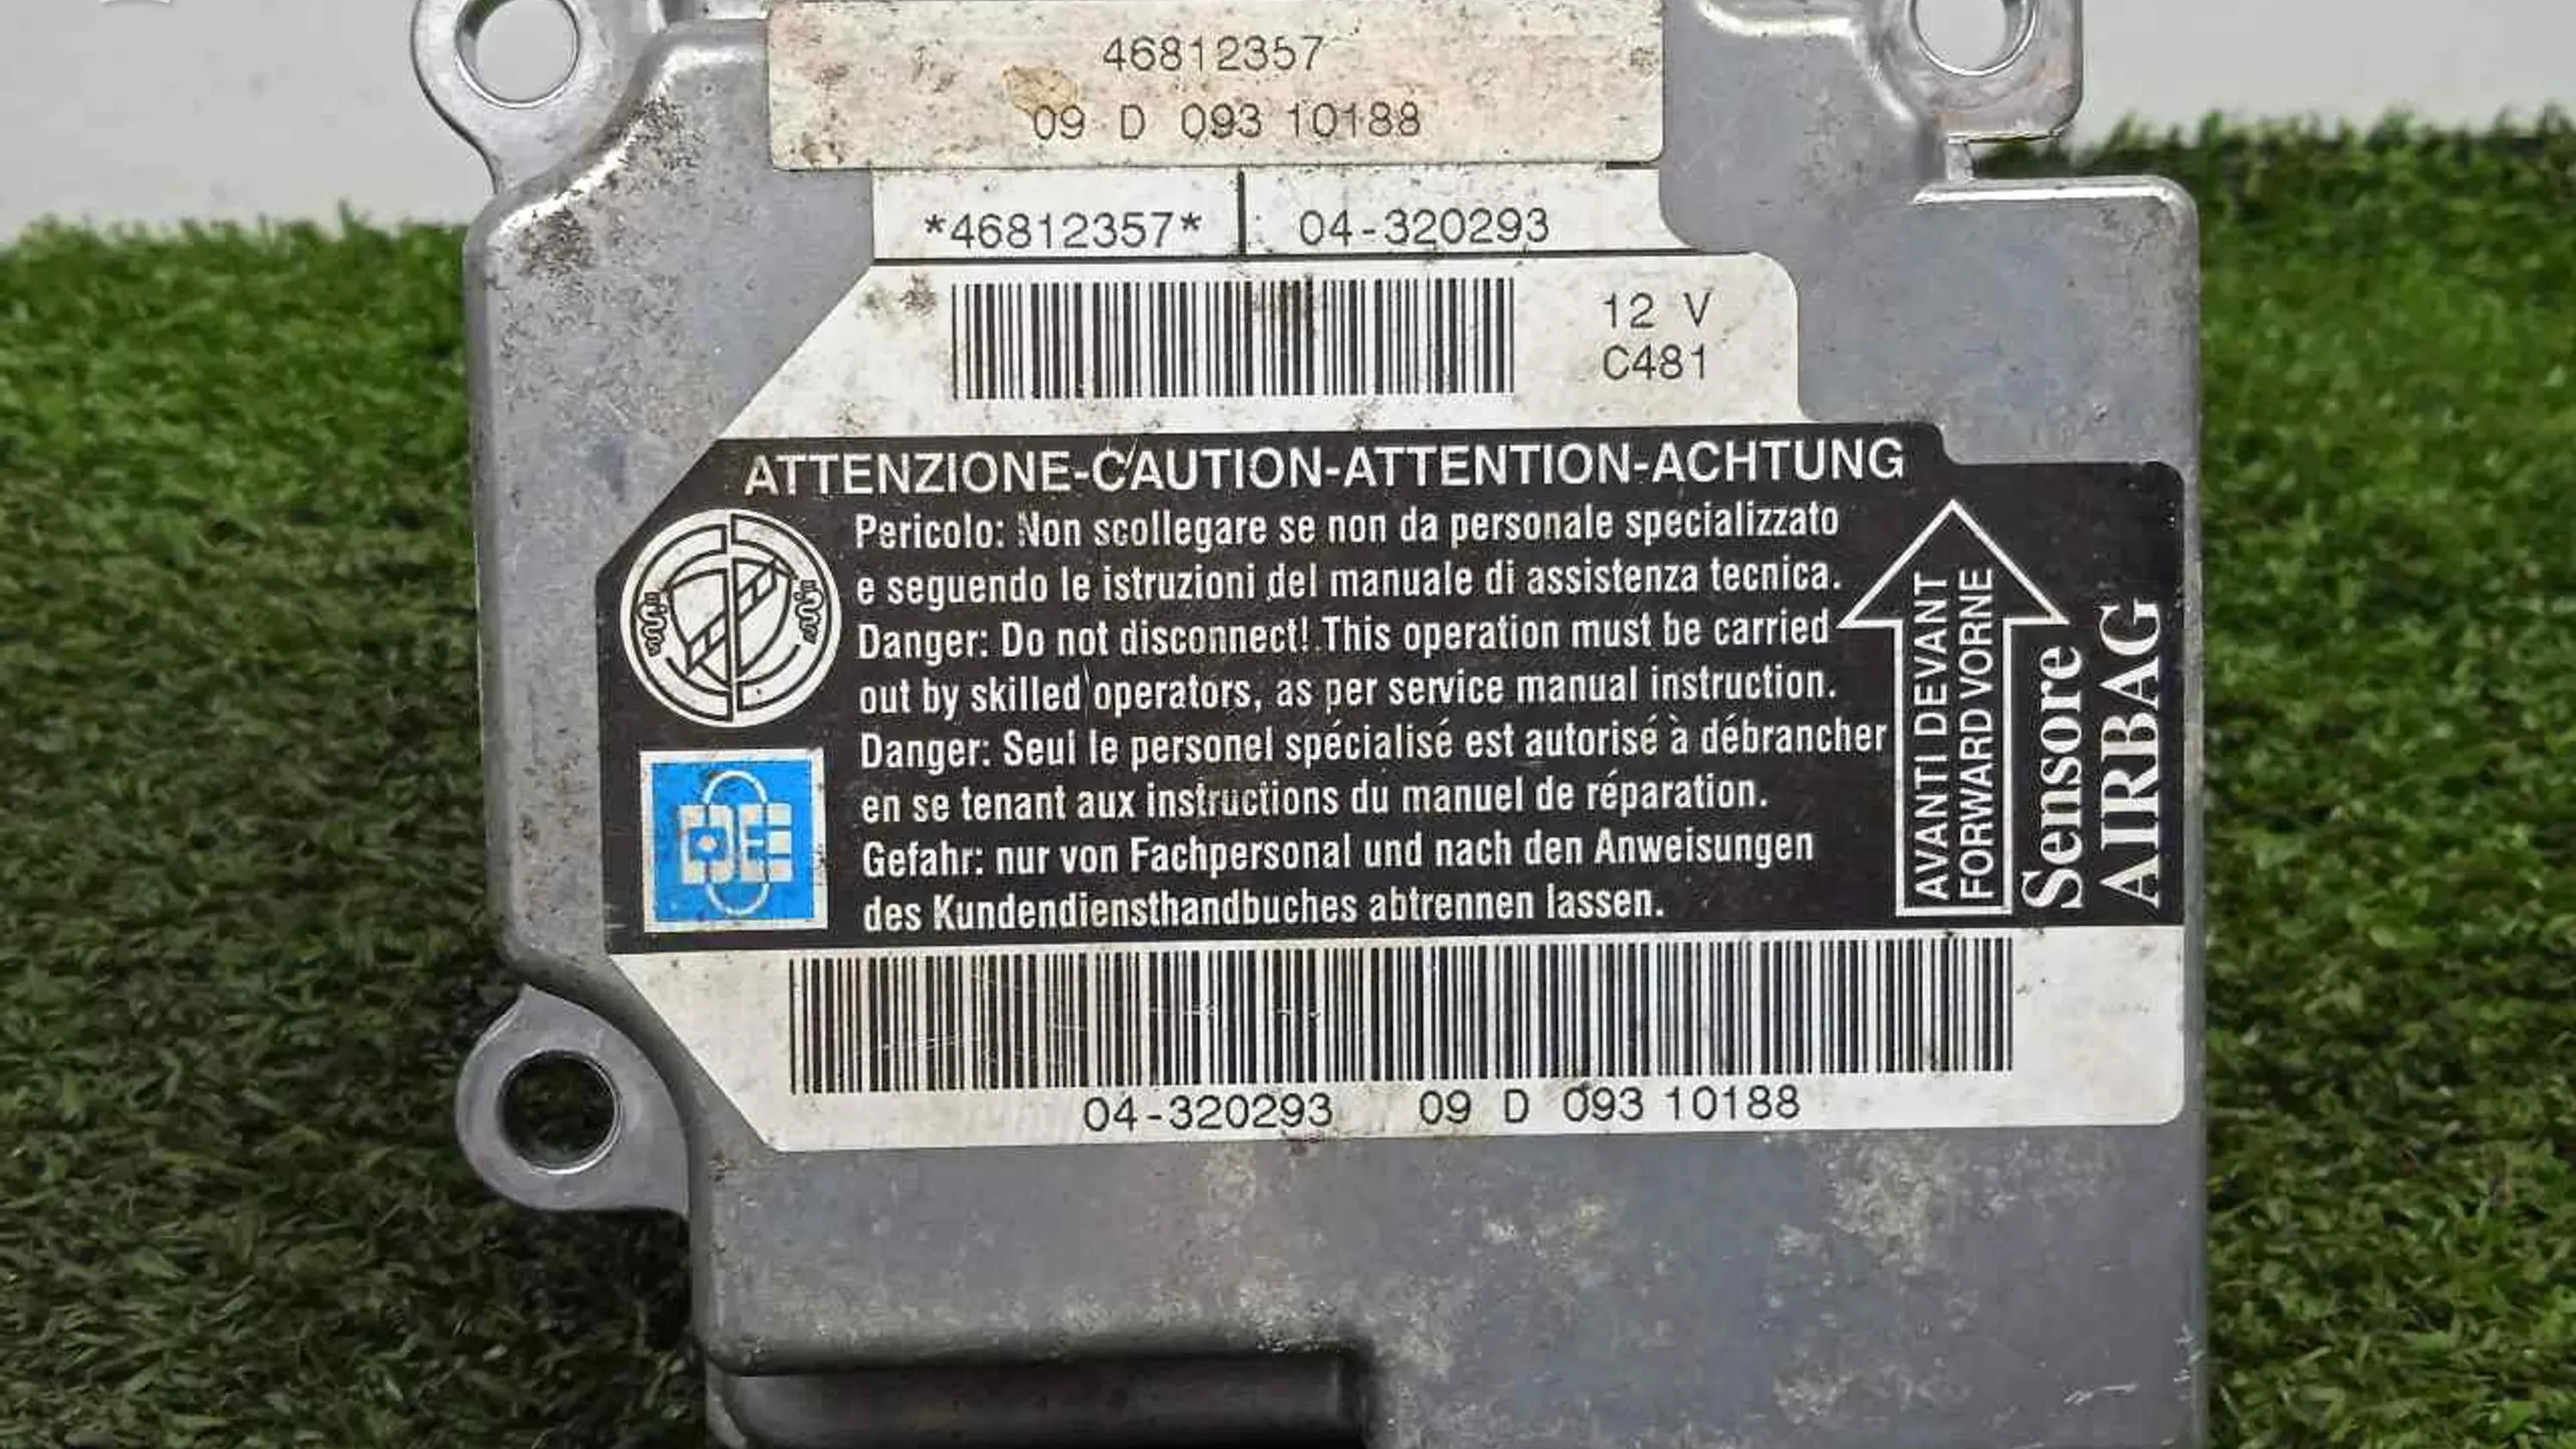 46812357
09 D 093 10188
*46812357* 04-320293
12 V
C481
ATTENZIONE-CAUTION-ATTENTION-ACHTUNG
Pericolo: Non scollegare se non da personale specializzato
e seguendo le istruzioni del manuale di assistenza tecnica.
Danger: Do not disconnect! This operation must be carried
out by skilled operators, as per service manual instruction.
Danger: Seul le personel spécialisé est autorisé à débrancher
en se tenant aux instructions du manuel de réparation.
Gefahr: nur von Fachpersonal und nach den Anweisungen
des Kundendiensthandbuches abtrennen lassen.
AVANTI DEVANT
FORWARD VORNE
Sensore
AIRBAG
04-320293 09 D 093 10188